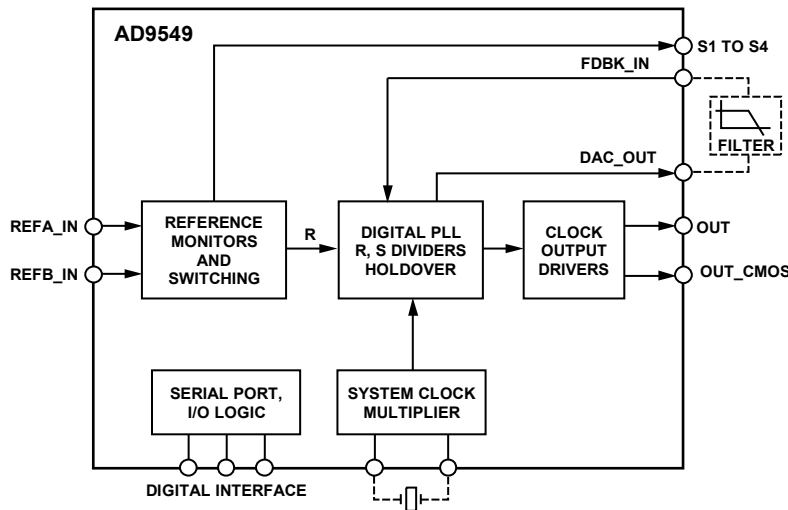 AD9549
S1 TO S4
FDBK_IN
FILTER
DAC_OUT
REFA_IN
REFB_IN
REFERENCE
MONITORS
AND
SWITCHING
R
DIGITAL PLL
R, S DIVIDERS
HOLDOVER
CLOCK
OUTPUT
DRIVERS
OUT
OUT_CMOS
SERIAL PORT,
I/O LOGIC
SYSTEM CLOCK
MULTIPLIER
DIGITAL INTERFACE